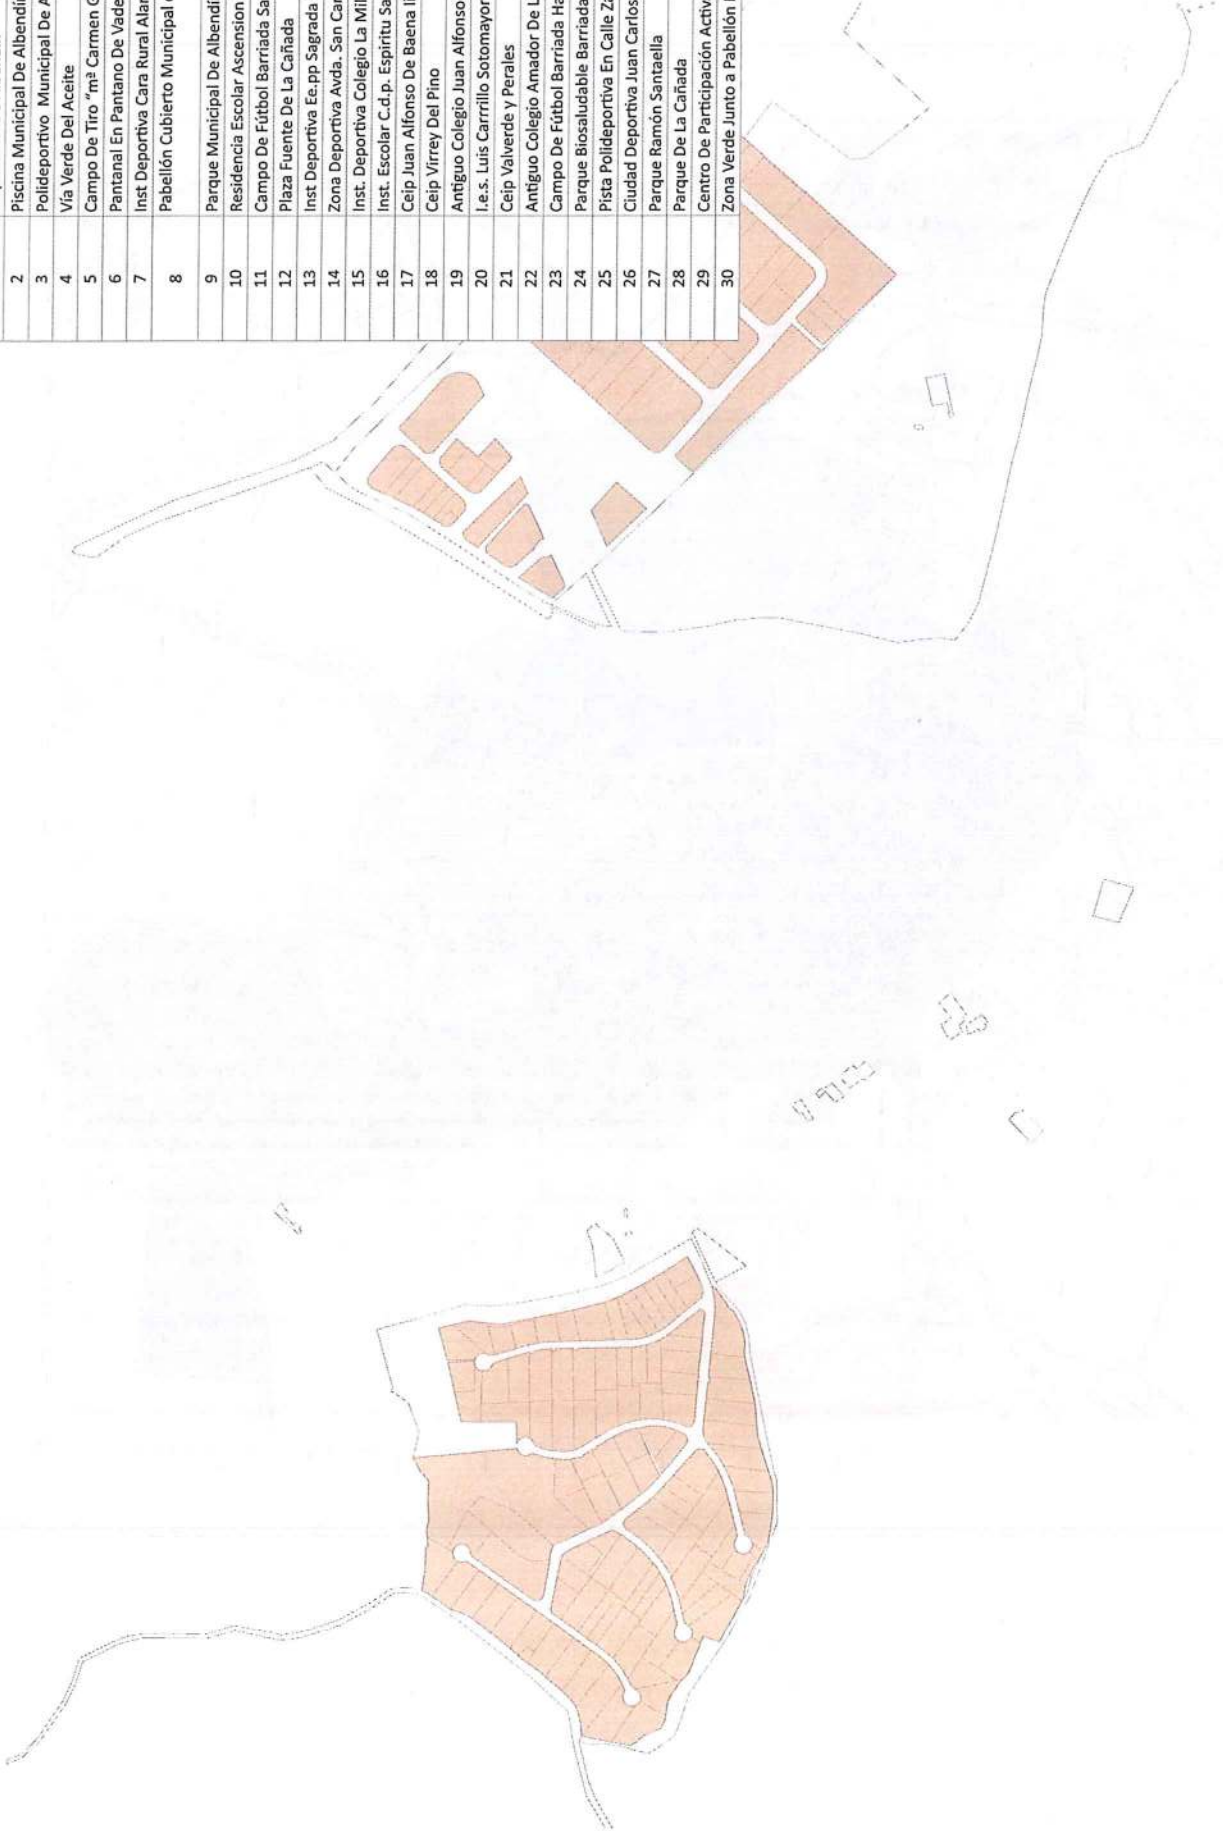 2 Piscina Municipal De Albendí
3 Polideportivo Municipal De A
4 Vía Verde Del Aceite
5 Campo De Tiro "mª Carmen G
6 Pantanal En Pantano De Vade
7 Inst Deportiva Cara Rural Alar
8 Pabellón Cubierto Municipal
9 Parque Municipal De Albendí
10 Residencia Escolar Ascension
11 Campo De Fútbol Barriada Sa
12 Plaza Fuente De La Cañada
13 Inst Deportiva Ee.pp Sagrada
14 Zona Deportiva Avda. San Car
15 Inst. Deportiva Colegio La Mil
16 Inst. Escolar C.d.p. Espiritu Sa
17 Ceip Juan Alfonso De Baena I
18 Ceip Virrey Del Pino
19 Antiguo Colegio Juan Alfonso
20 I.e.s. Luis Carrrillo Sotomayor
21 Ceip Valverde y Perales
22 Antiguo Colegio Amador De L
23 Campo De Fútbol Barriada Ha
24 Parque Biosaludable Barriada
25 Pista Polideportiva En Calle Za
26 Ciudad Deportiva Juan Carlos
27 Parque Ramón Santaella
28 Parque De La Cañada
29 Centro De Participación Activ
30 Zona Verde Junto a Pabellón